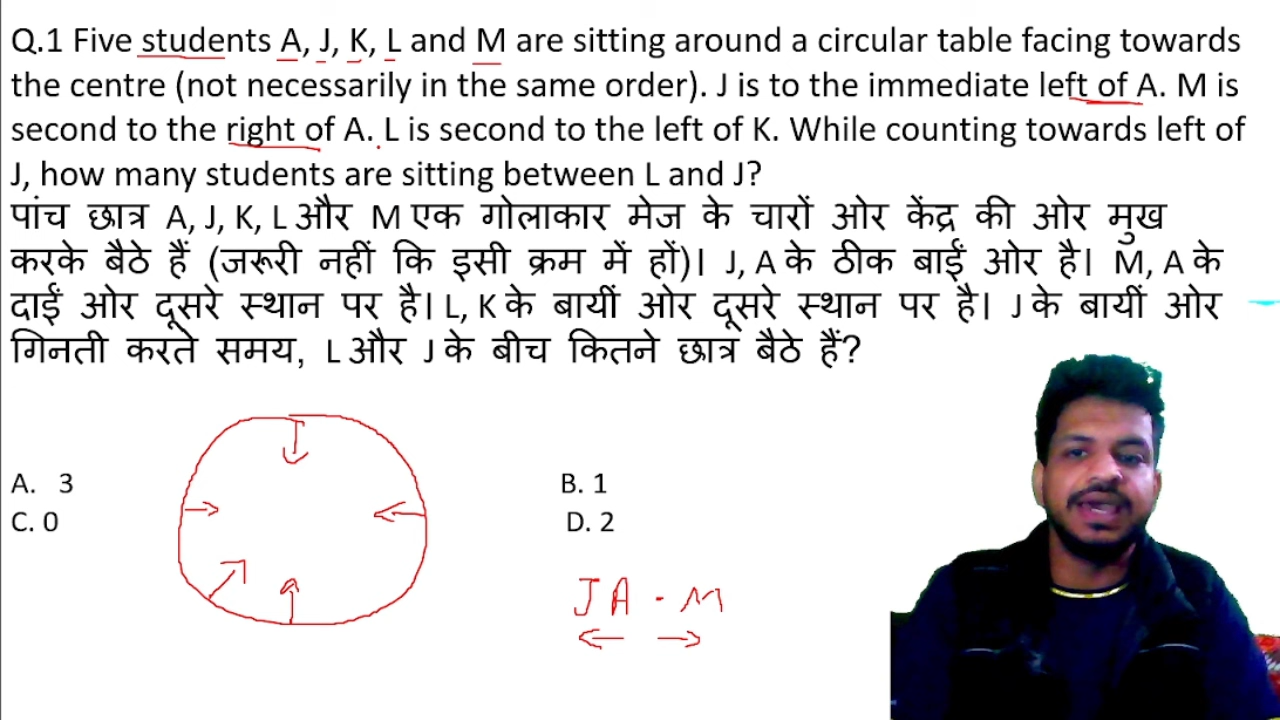 Q.1 Five students A, J, K, L and M are sitting around a circular table facing towards
the centre (not necessarily in the same order). J is to the immediate left of A. M is
second to the right of A. L is second to the left of K. While counting towards left of
J, how many students are sitting between L and J?
पांच छात्र A, J, K, L और M एक गोलाकार मेज के चारों ओर केंद्र की ओर मुख
करके बैठे हैं (जरूरी नहीं कि इसी क्रम में हों)। J, A के ठीक बाईं ओर है। M, A के
दाईं ओर दूसरे स्थान पर है। L, K के बायीं ओर दूसरे स्थान पर है। J के बायीं ओर
गिनती करते समय, L और J के बीच कितने छात्र बैठे हैं?
A. 3 B. 1
C. 0 D. 2
J A . M